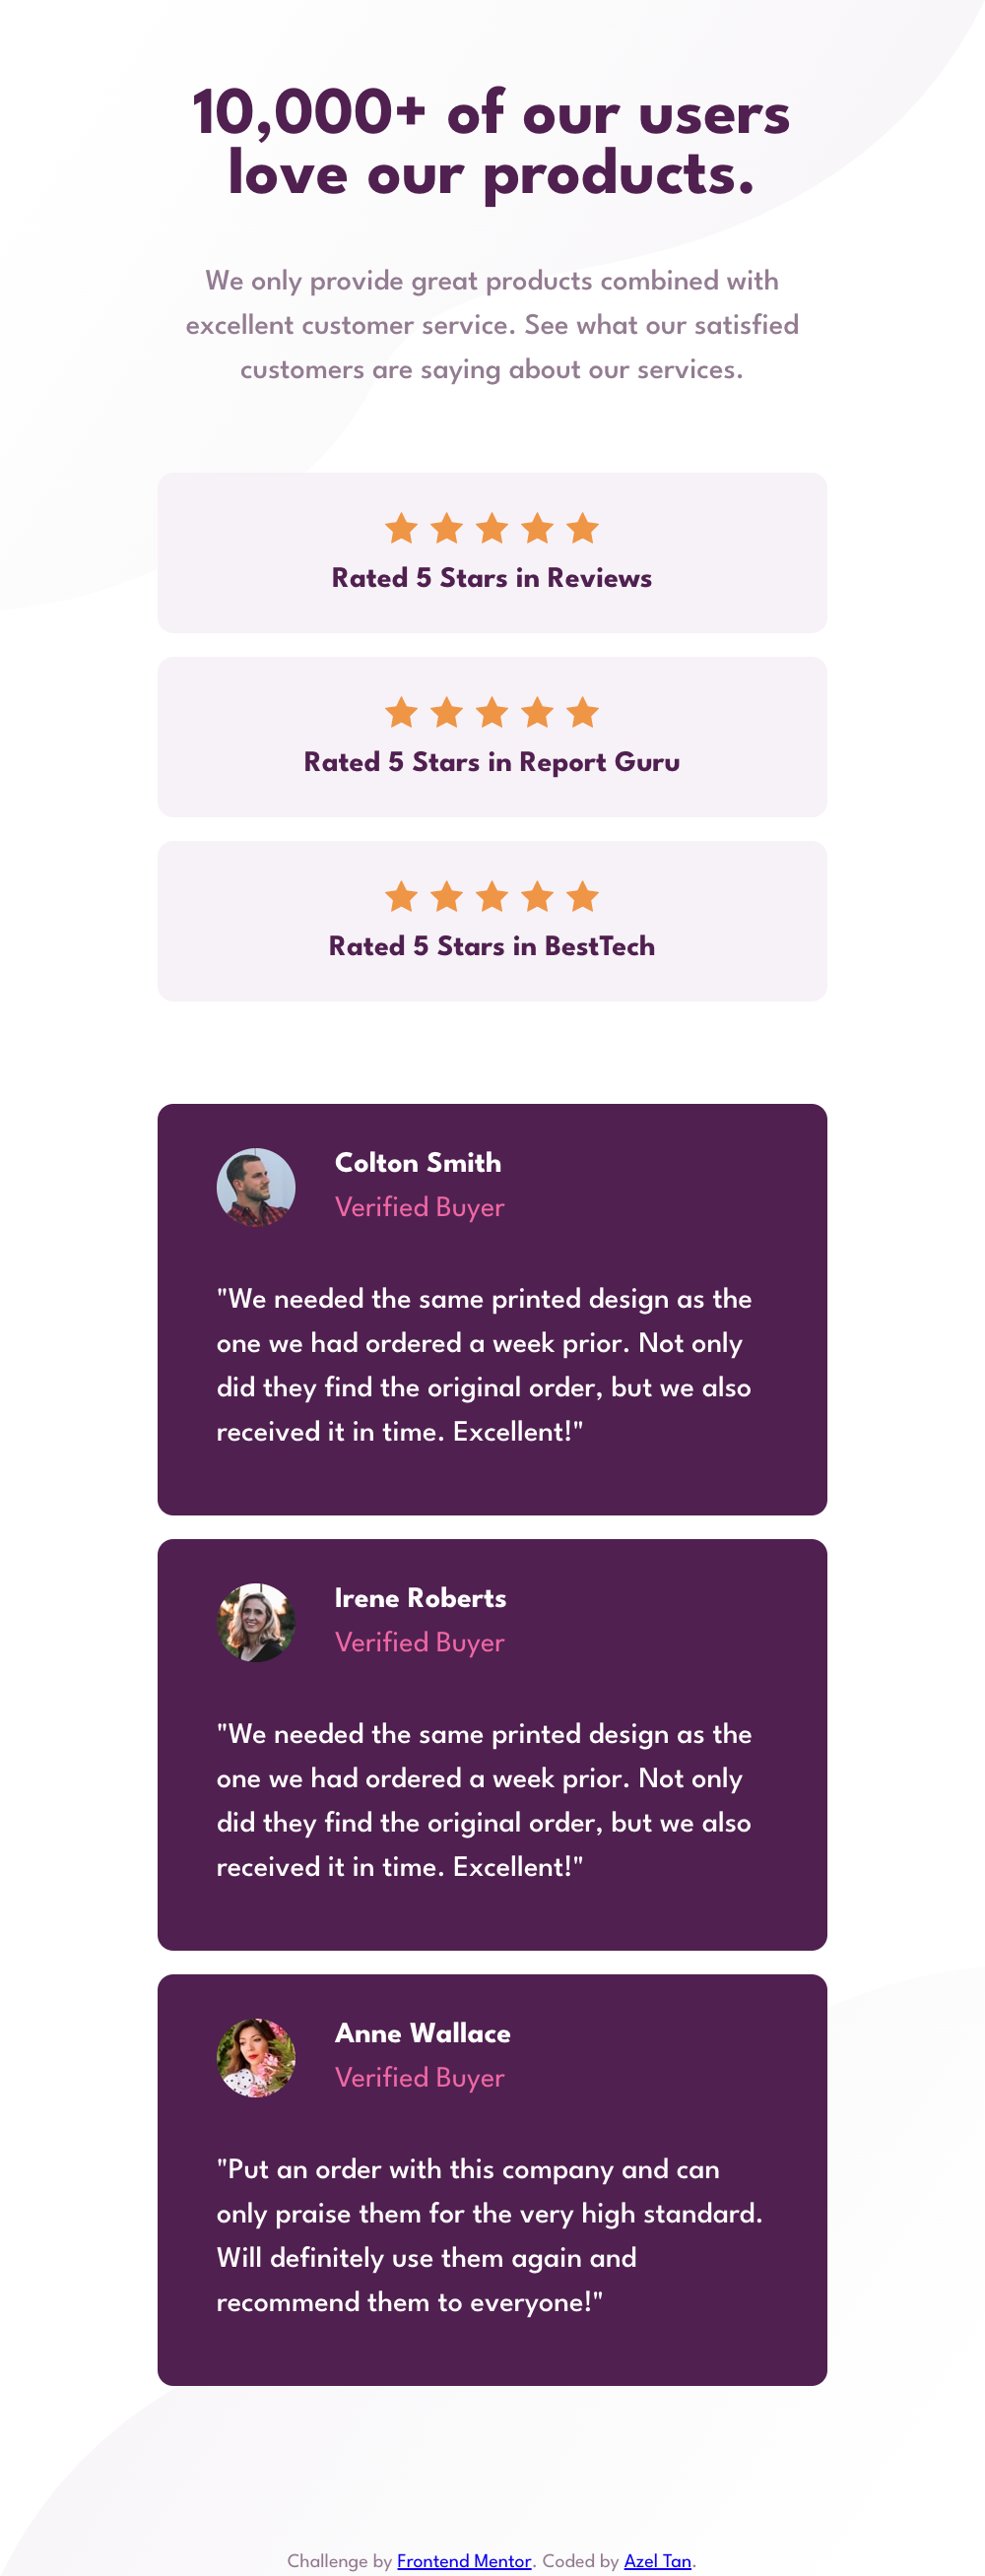 10,000+ of our users
love our products.
We only provide great products combined with
excellent customer service. See what our satisfied
customers are saying about our services.
Rated 5 Stars in Reviews
Rated 5 Stars in Report Guru
Rated 5 Stars in BestTech
Colton Smith
Verified Buyer
"We needed the same printed design as the
one we had ordered a week prior. Not only
did they find the original order, but we also
received it in time. Excellent!"
Irene Roberts
Verified Buyer
"We needed the same printed design as the
one we had ordered a week prior. Not only
did they find the original order, but we also
received it in time. Excellent!"
Anne Wallace
Verified Buyer
"Put an order with this company and can
only praise them for the very high standard.
Will definitely use them again and
recommend them to everyone!"
Challenge by Frontend Mentor. Coded by Azel Tan.